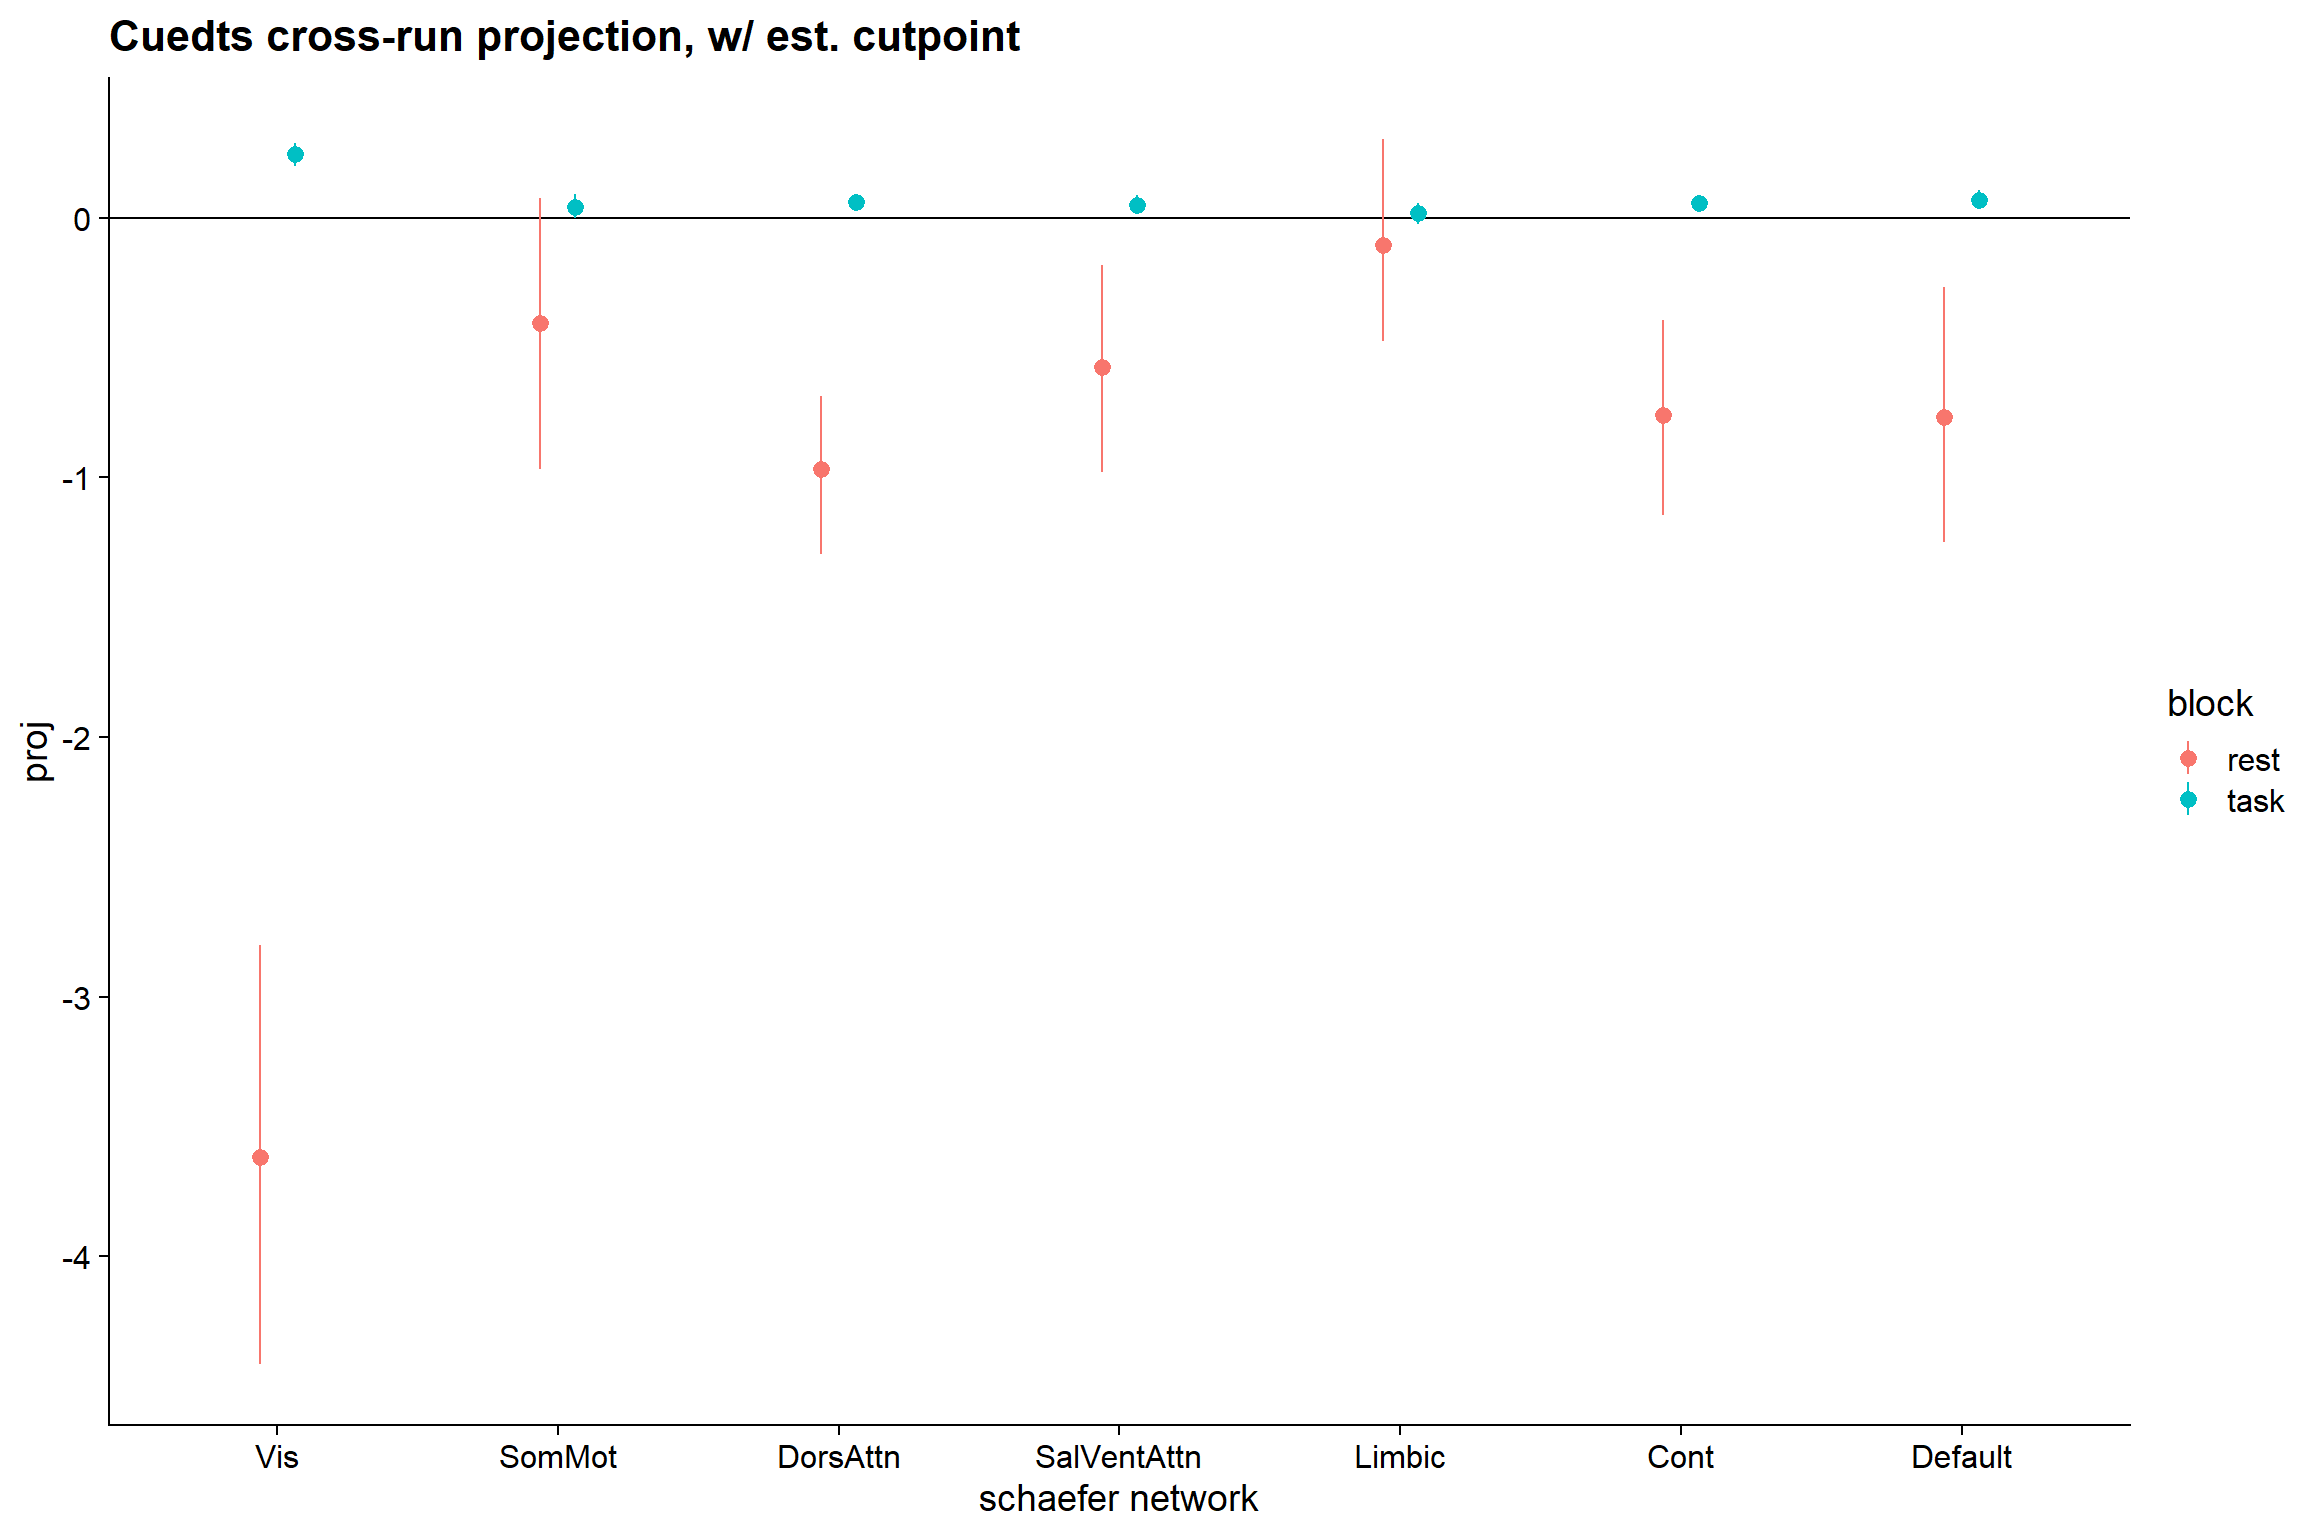 Cuedts cross-run projection, w/ est. cutpoint
0
-1
-2
-3
-4
proj
Vis SomMot DorsAttn SalVentAttn Limbic Cont Default
schaefer network
block
rest
task